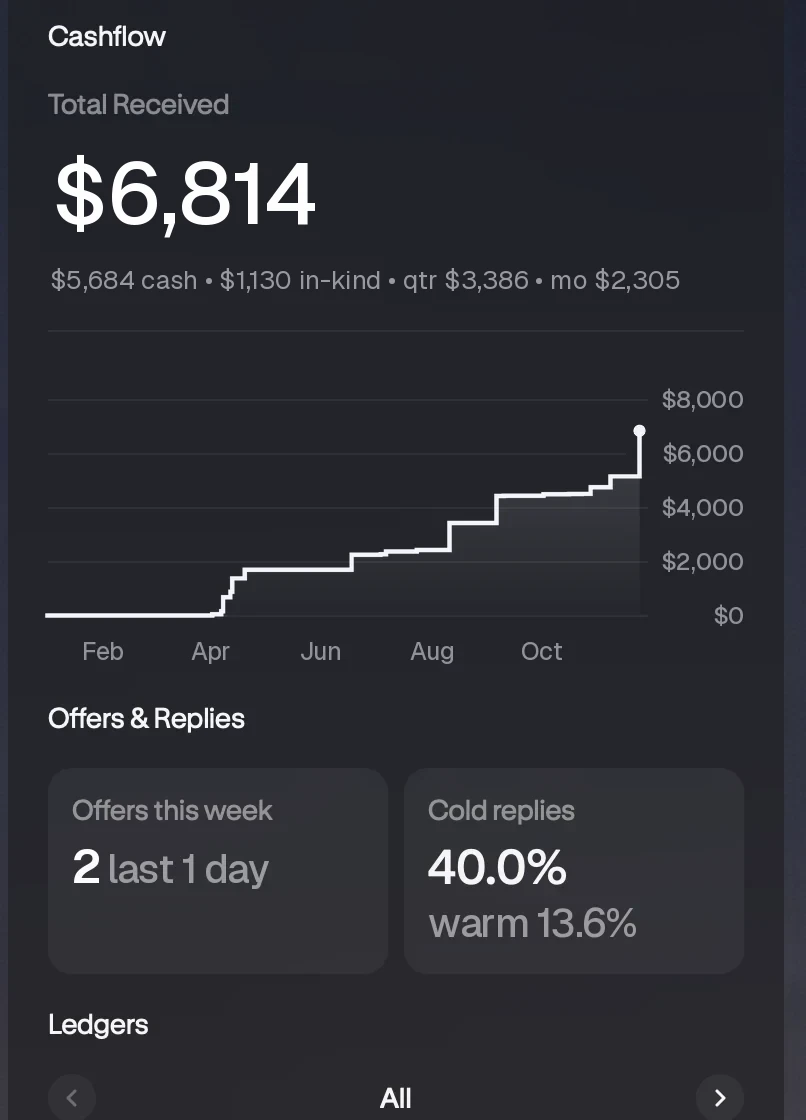 Cashflow
Total Received
$6,814
$5,684 cash • $1,130 in-kind • qtr $3,386 • mo $2,305
$8,000
$6,000
$4,000
$2,000
$0
Feb Apr Jun Aug Oct
Offers & Replies
Offers this week
2 last 1 day
Cold replies
40.0%
warm 13.6%
Ledgers
All